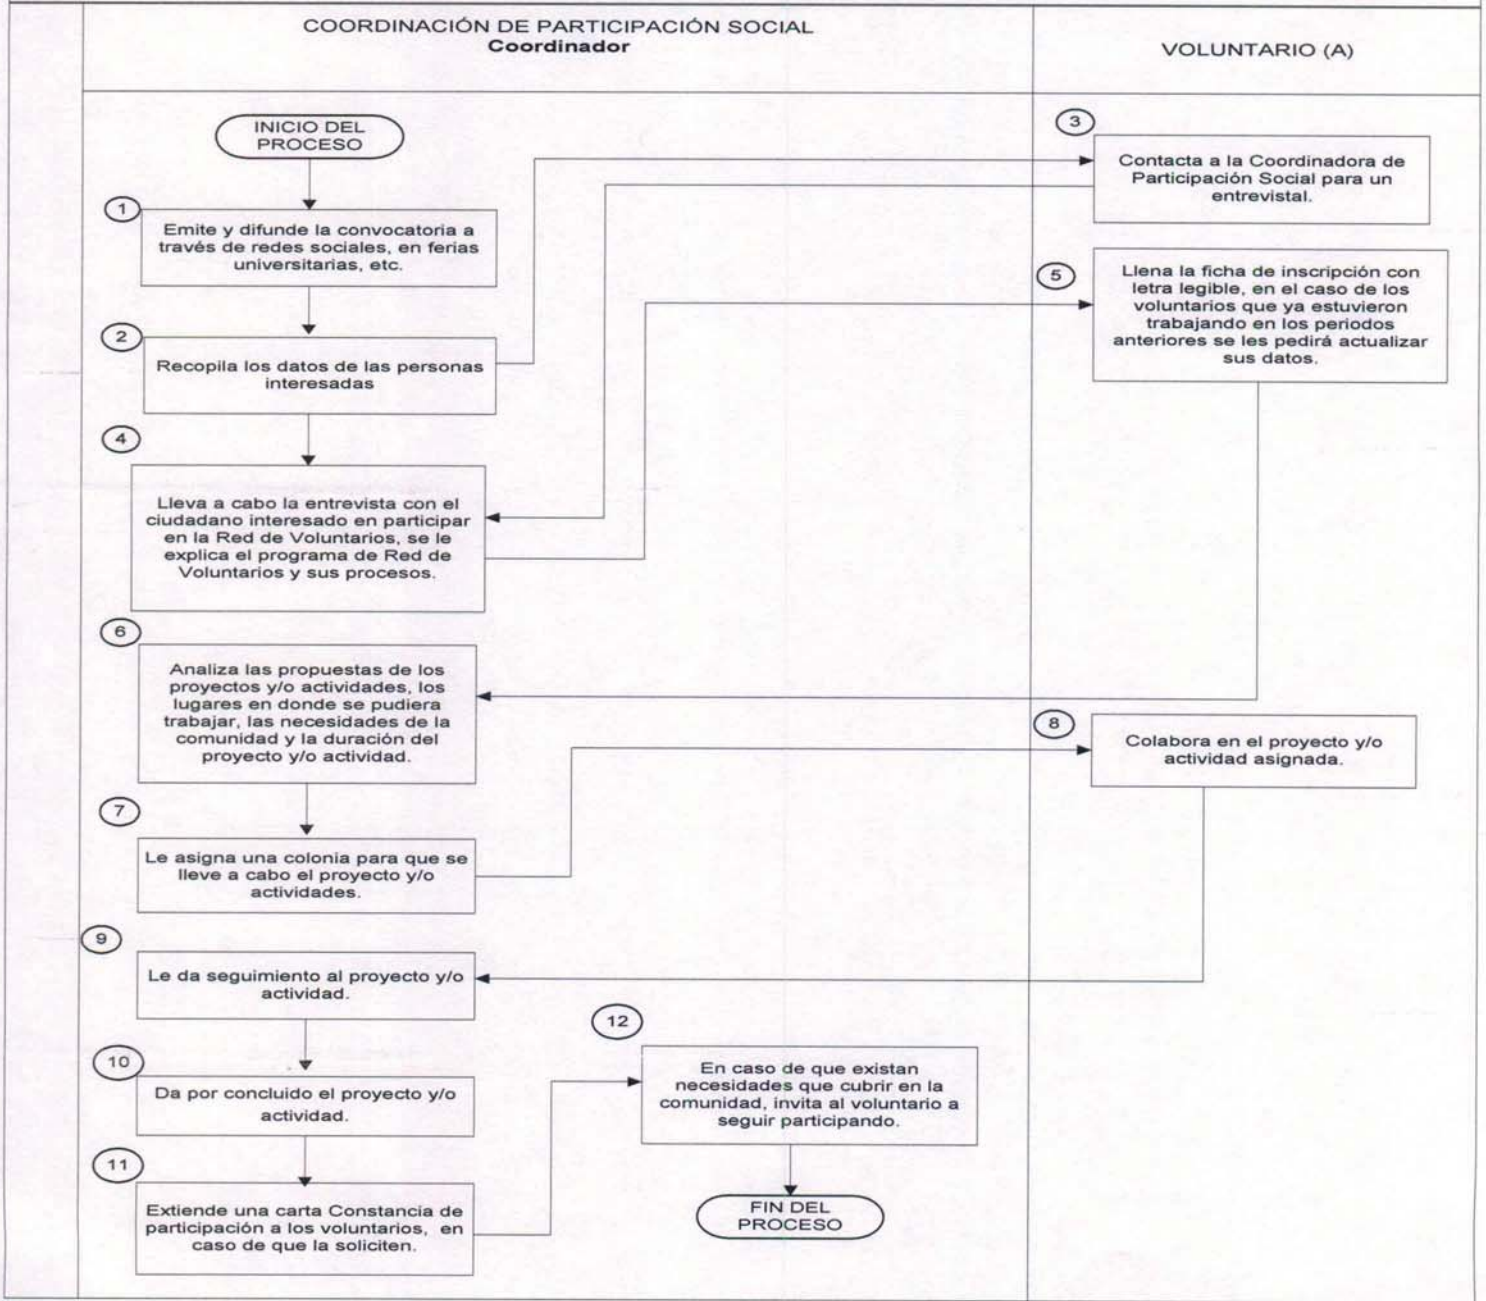 COORDINACIÓN DE PARTICIPACIÓN SOCIAL
Coordinador
VOLUNTARIO (A)
INICIO DEL
PROCESO
1
Emite y difunde la convocatoria a
través de redes sociales, en ferias
universitarias, etc.
2
Recopila los datos de las personas
interesadas
3
Contacta a la Coordinadora de
Participación Social para un
entrevistal.
4
Lleva a cabo la entrevista con el
ciudadano interesado en participar
en la Red de Voluntarios, se le
explica el programa de Red de
Voluntarios y sus procesos.
5
Llena la ficha de inscripción con
letra legible, en el caso de los
voluntarios que ya estuvieron
trabajando en los periodos
anteriores se les pedirá actualizar
sus datos.
6
Analiza las propuestas de los
proyectos y/o actividades, los
lugares en donde se pudiera
trabajar, las necesidades de la
comunidad y la duración del
proyecto y/o actividad.
7
Le asigna una colonia para que se
lleve a cabo el proyecto y/o
actividades.
8
Colabora en el proyecto y/o
actividad asignada.
9
Le da seguimiento al proyecto y/o
actividad.
10
Da por concluido el proyecto y/o
actividad.
11
Extiende una carta Constancia de
participación a los voluntarios, en
caso de que la soliciten.
12
En caso de que existan
necesidades que cubrir en la
comunidad, invita al voluntario a
seguir participando.
FIN DEL
PROCESO